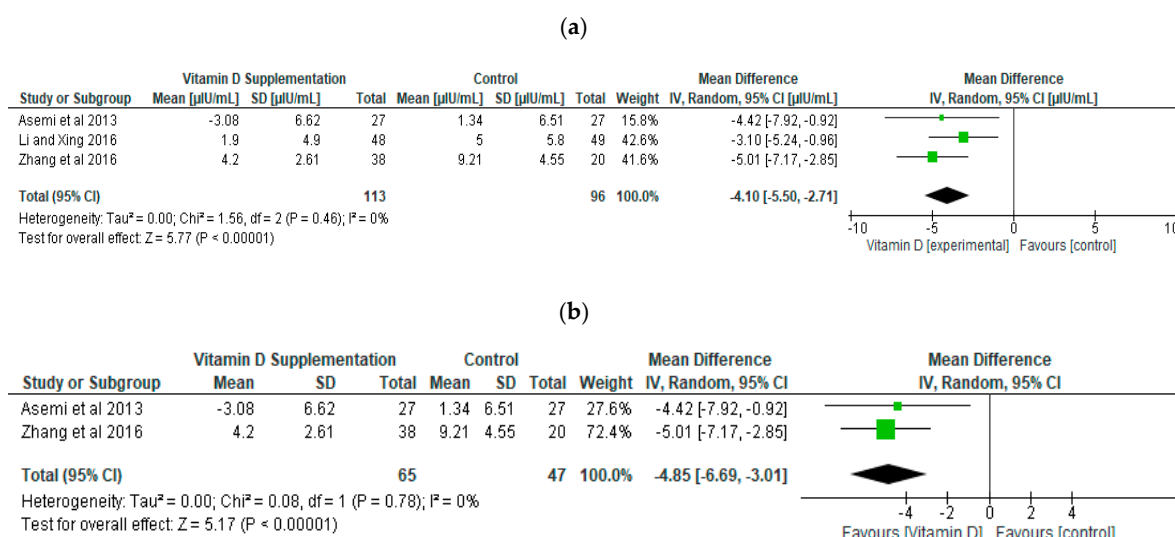 (a)
Vitamin D Supplementation Control Mean Difference Mean Difference
Study or Subgroup Mean [µIU/mL] SD [µIU/mL] Total Mean [µIU/mL] SD [µIU/mL] Total Weight IV, Random, 95% CI [µIU/mL] IV, Random, 95% CI [µIU/mL]
Asemi et al 2013 -3.08 6.62 27 1.34 6.51 27 15.8% -4.42 [-7.92, -0.92]
Li and Xing 2016 1.9 4.9 48 5 5.8 49 42.6% -3.10 [-5.24, -0.96]
Zhang et al 2016 4.2 2.61 38 9.21 4.55 20 41.6% -5.01 [-7.17, -2.85]
Total (95% CI) 113 96 100.0% -4.10 [-5.50, -2.71]
Heterogeneity: Tau² = 0.00; Chi² = 1.56, df = 2 (P = 0.46); I² = 0%
Test for overall effect: Z = 5.77 (P < 0.00001)
-10 -5 0 5 10
Vitamin D [experimental] Favours [control]
(b)
Vitamin D Supplementation Control Mean Difference Mean Difference
Study or Subgroup Mean SD Total Mean SD Total Weight IV, Random, 95% CI IV, Random, 95% CI
Asemi et al 2013 -3.08 6.62 27 1.34 6.51 27 27.6% -4.42 [-7.92, -0.92]
Zhang et al 2016 4.2 2.61 38 9.21 4.55 20 72.4% -5.01 [-7.17, -2.85]
Total (95% CI) 65 47 100.0% -4.85 [-6.69, -3.01]
Heterogeneity: Tau² = 0.00; Chi² = 0.08, df = 1 (P = 0.78); I² = 0%
Test for overall effect: Z = 5.17 (P < 0.00001)
-4 -2 0 2 4
Favours [Vitamin D] Favours [control]